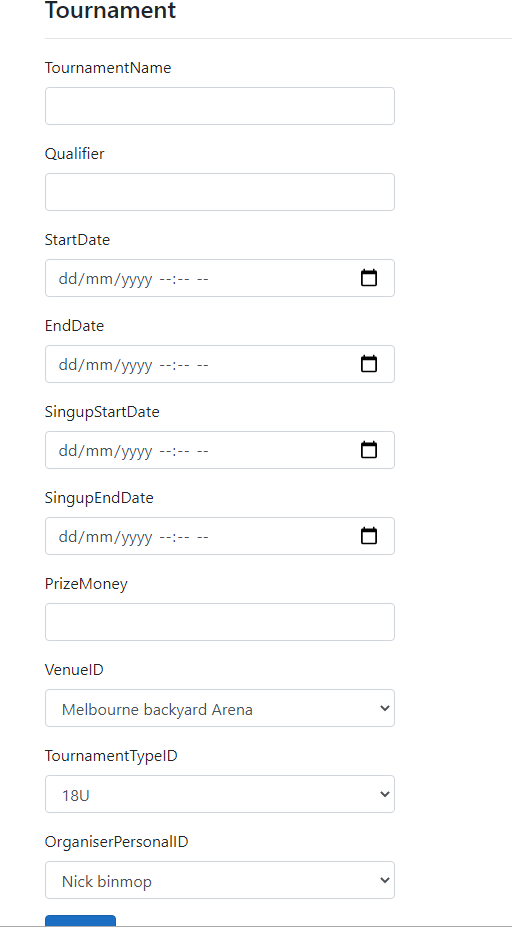 Tournament
TournamentName
Qualifier
StartDate
dd/mm/yyyy --:-- --
EndDate
dd/mm/yyyy --:-- --
SingupStartDate
dd/mm/yyyy --:-- --
SingupEndDate
dd/mm/yyyy --:-- --
PrizeMoney
VenueID
Melbourne backyard Arena
TournamentTypeID
18U
OrganiserPersonalID
Nick binmop